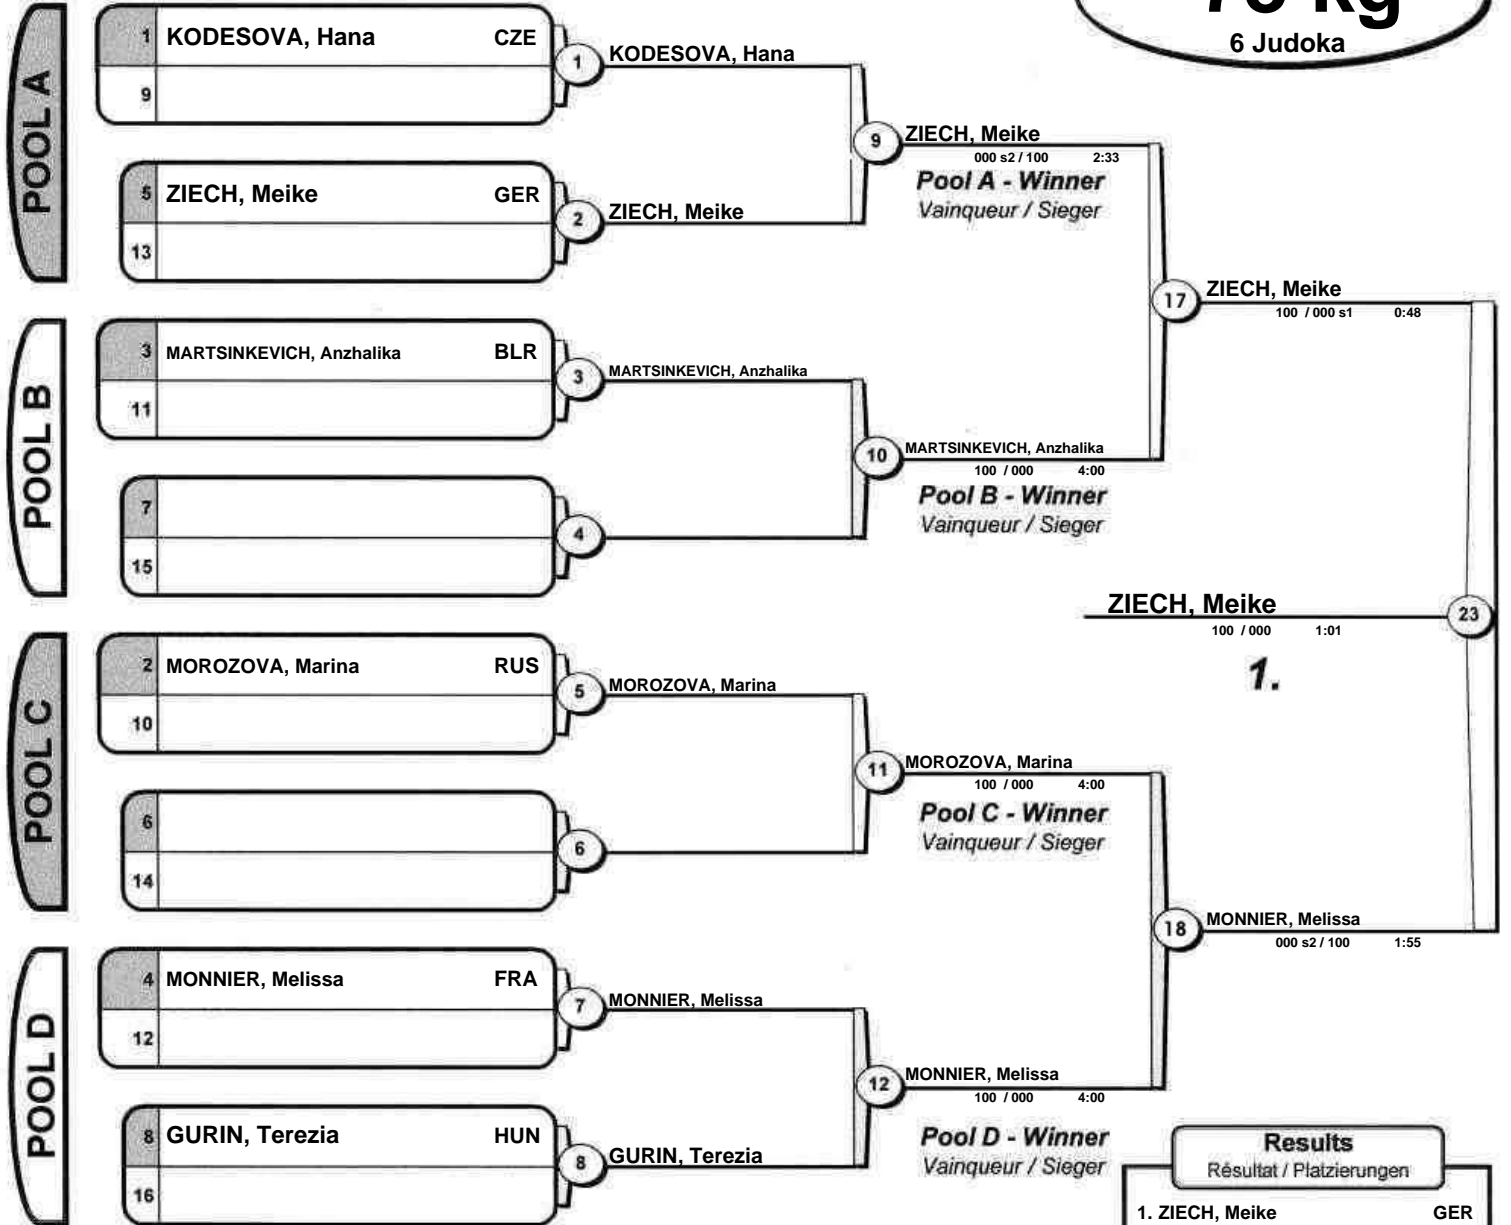 6 Judoka
POOL A
1 KODESOVA, Hana CZE
9
1
KODESOVA, Hana
5 ZIECH, Meike GER
13
2
ZIECH, Meike
9
ZIECH, Meike
000 s2 / 100 2:33
Pool A - Winner
Vainqueur / Sieger
POOL B
3 MARTSINKEVICH, Anzhalika BLR
11
3
MARTSINKEVICH, Anzhalika
7
15
4
10
MARTSINKEVICH, Anzhalika
100 / 000 4:00
Pool B - Winner
Vainqueur / Sieger
17
ZIECH, Meike
100 / 000 s1 0:48
ZIECH, Meike
23
100 / 000 1:01
1.
POOL C
2 MOROZOVA, Marina RUS
10
5
MOROZOVA, Marina
6
14
6
11
MOROZOVA, Marina
100 / 000 4:00
Pool C - Winner
Vainqueur / Sieger
18
MONNIER, Melissa
000 s2 / 100 1:55
POOL D
4 MONNIER, Melissa FRA
12
7
MONNIER, Melissa
8 GURIN, Terezia HUN
16
8
GURIN, Terezia
12
MONNIER, Melissa
100 / 000 4:00
Pool D - Winner
Vainqueur / Sieger
Results
Résultat / Platzierungen
1. ZIECH, Meike GER